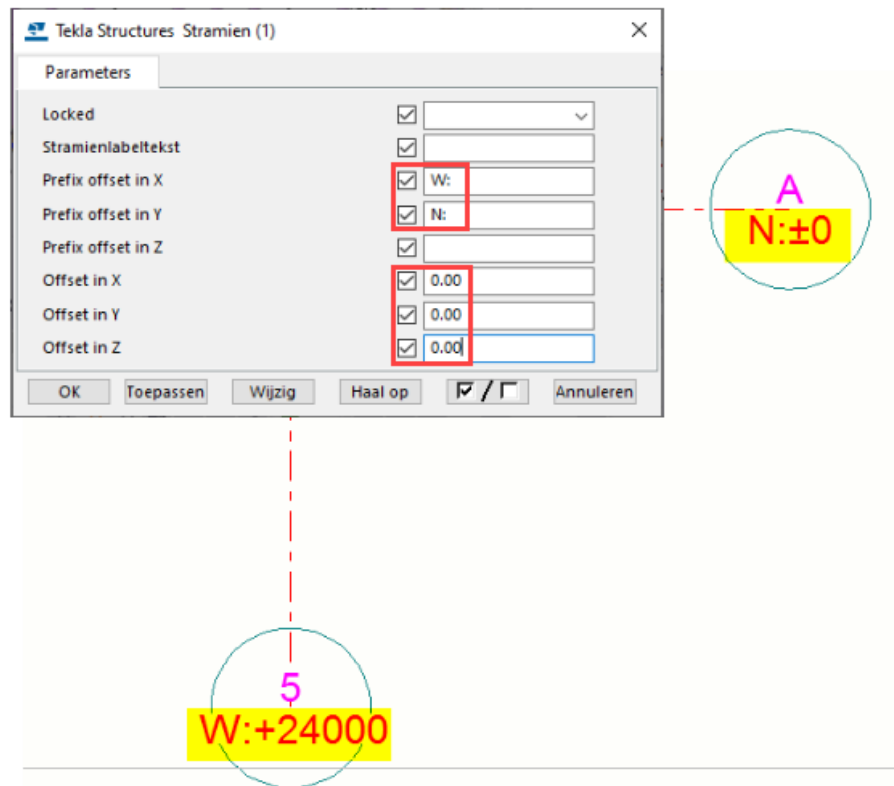 Tekla Structures Stramien (1)
Parameters
Locked
Stramienlabeltekst
Prefix offset in X W:
Prefix offset in Y N:
Prefix offset in Z
Offset in X 0.00
Offset in Y 0.00
Offset in Z 0.00
OK Toepassen Wijzig Haal op / Annuleren
A
N:±0
5
W:+24000